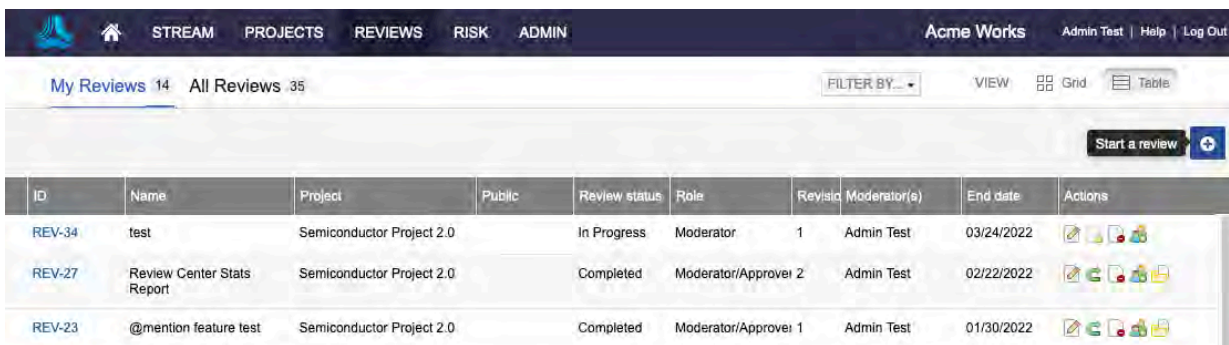 STREAM PROJECTS REVIEWS RISK ADMIN Acme Works Admin Test | Help | Log Out
My Reviews 14 All Reviews 35 FILTER BY... VIEW Grid Table
Start a review
ID Name Project Public Review status Role Revisio Moderator(s) End date Actions
REV-34 test Semiconductor Project 2.0 In Progress Moderator 1 Admin Test 03/24/2022
REV-27 Review Center Stats Semiconductor Project 2.0 Completed Moderator/Approver 2 Admin Test 02/22/2022
Report
REV-23 @mention feature test Semiconductor Project 2.0 Completed Moderator/Approver 1 Admin Test 01/30/2022